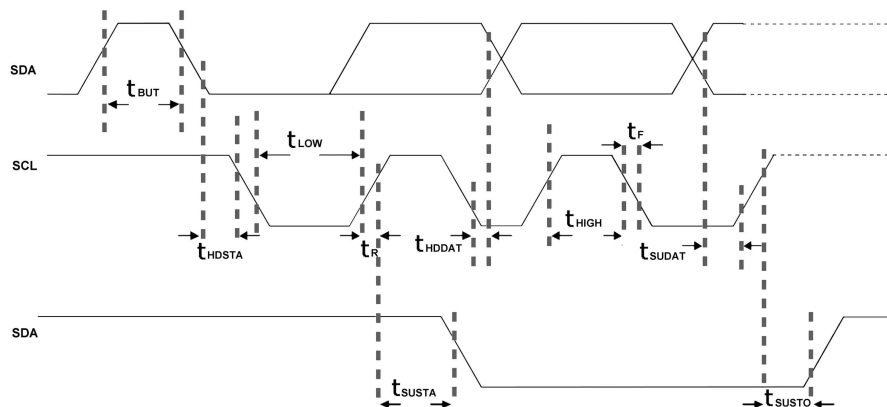 SDA
tBUT
tLOW
tF
SCL
tHDSTA
tR
tHDDAT
tHIGH
tSUDAT
SDA
tSUSTA
tSUSTO